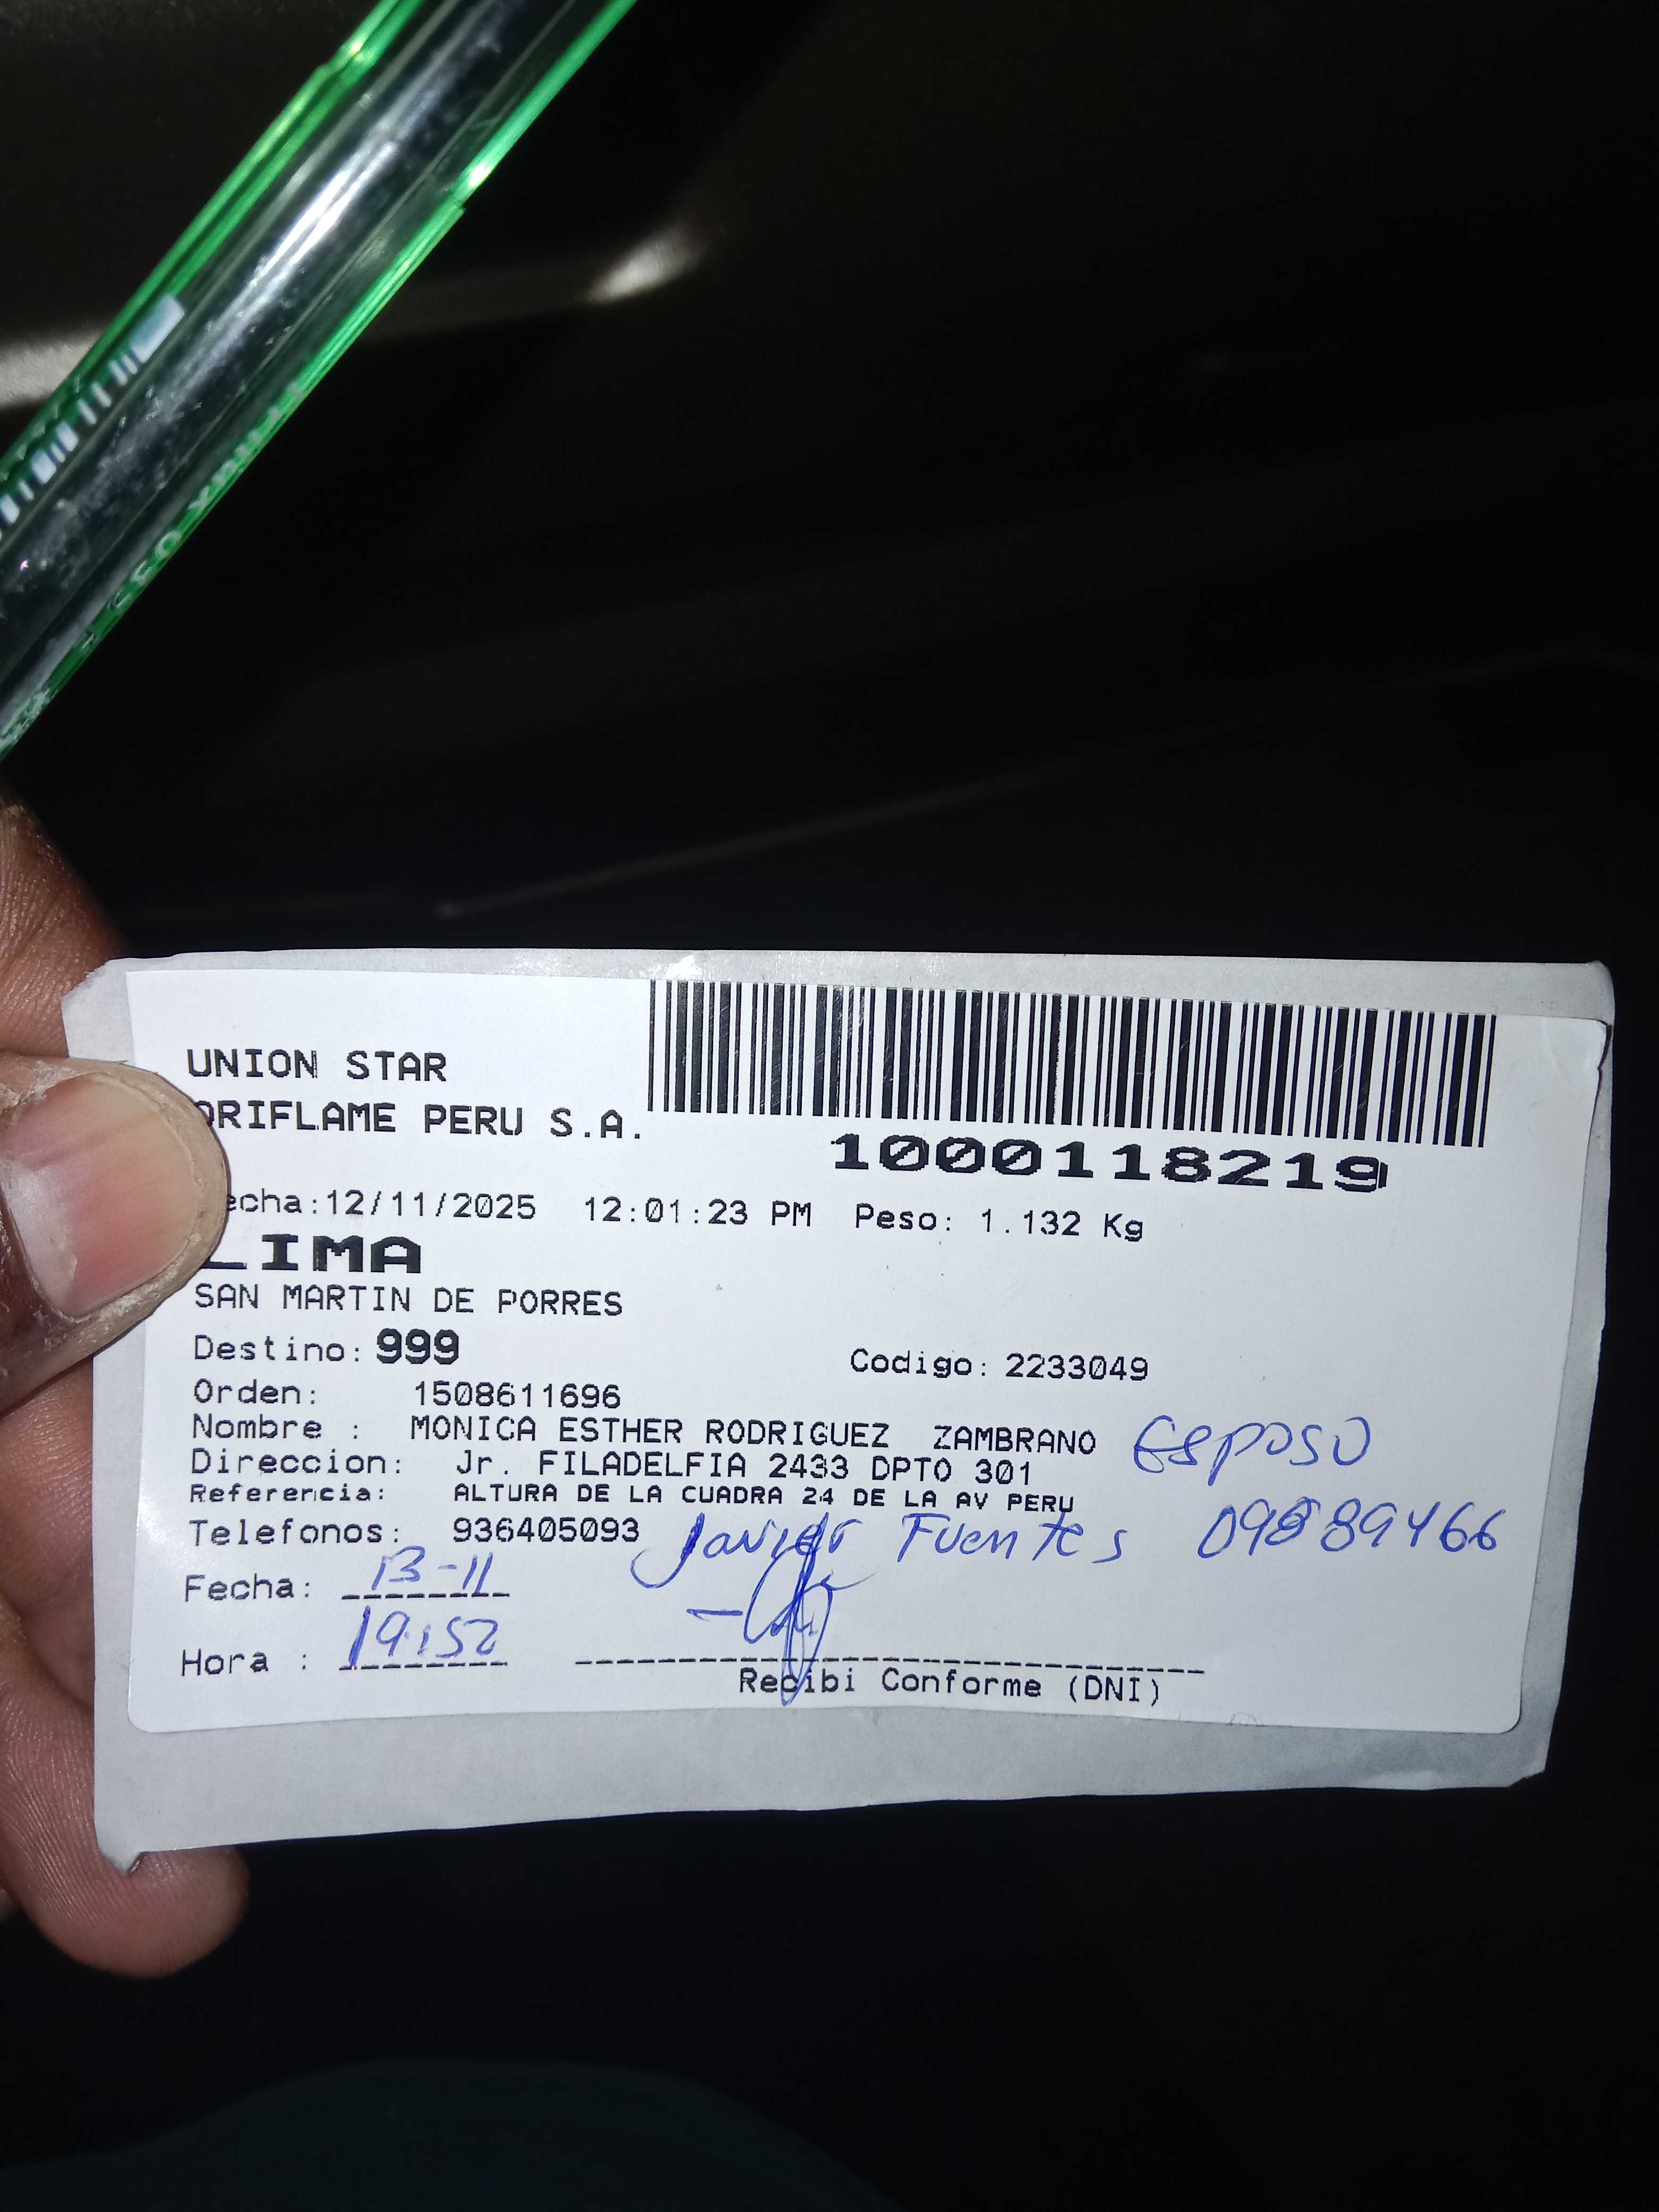 UNION STAR
ORIFLAME PERU S.A.
1000118219
echa:12/11/2025 12:01:23 PM Peso: 1.132 Kg
LIMA
SAN MARTIN DE PORRES
Destino: 999 Codigo: 2233049
Orden: 1508611696
Nombre : MONICA ESTHER RODRIGUEZ ZAMBRANO Esposo
Direccion: Jr. FILADELFIA 2433 DPTO 301
Referencia: ALTURA DE LA CUADRA 24 DE LA AV PERU
Telefonos: 936405093 Javier Fuentes 09889466
Fecha: 13-11
Hora : 19:52
Recibi Conforme (DNI)